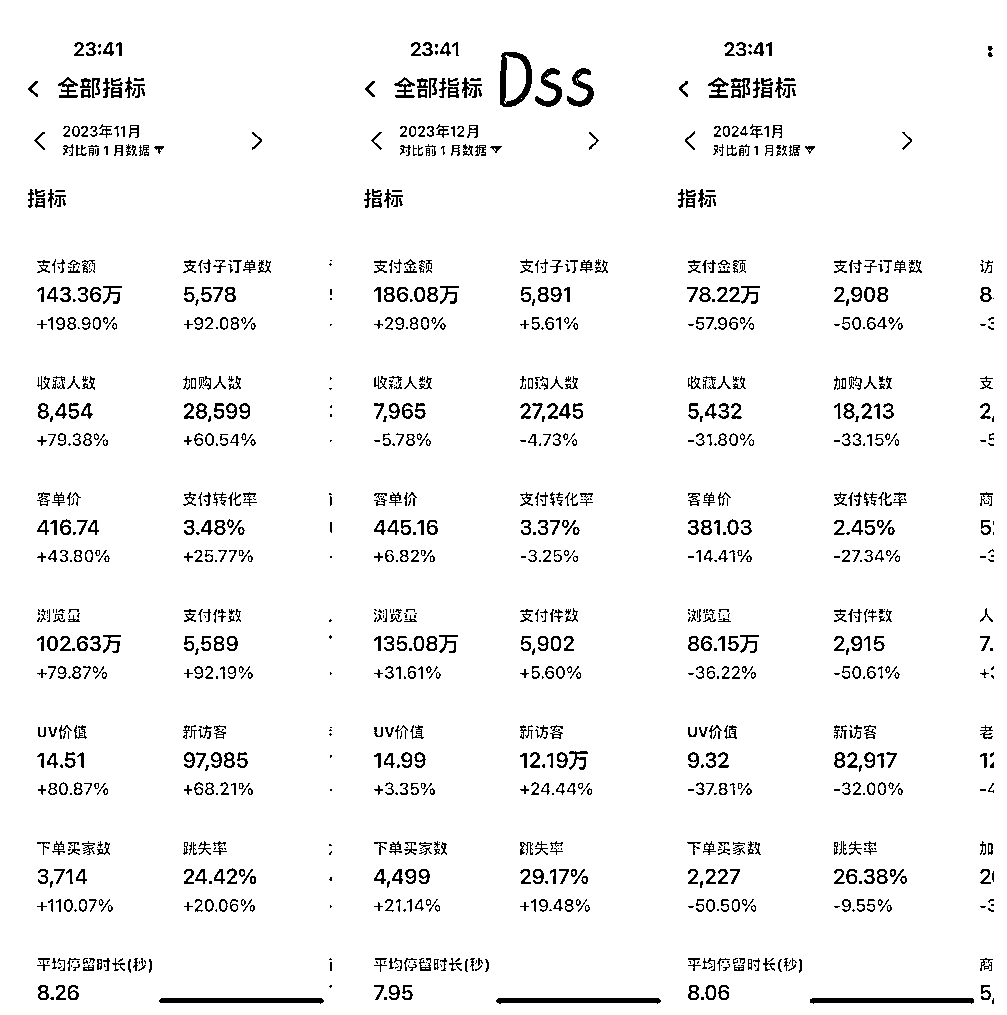 23:41
全部指标
2023年11月
对比前1月数据
指标
支付金额 支付子订单数
143.36万 5,578
+198.90% +92.08%
收藏人数 加购人数
8,454 28,599
+79.38% +60.54%
客单价 支付转化率
416.74 3.48%
+43.80% +25.77%
浏览量 支付件数
102.63万 5,589
+79.87% +92.19%
UV价值 新访客
14.51 97,985
+80.87% +68.21%
下单买家数 跳失率
3,714 24.42%
+110.07% +20.06%
平均停留时长(秒)
8.26
23:41
Dss
全部指标
2023年12月
对比前1月数据
指标
支付金额 支付子订单数
186.08万 5,891
+29.80% +5.61%
收藏人数 加购人数
7,965 27,245
-5.78% -4.73%
客单价 支付转化率
445.16 3.37%
+6.82% -3.25%
浏览量 支付件数
135.08万 5,902
+31.61% +5.60%
UV价值 新访客
14.99 12.19万
+3.35% +24.44%
下单买家数 跳失率
4,499 29.17%
+21.14% +19.48%
平均停留时长(秒)
7.95
23:41
全部指标
2024年1月
对比前1月数据
指标
支付金额 支付子订单数
78.22万 2,908
-57.96% -50.64%
收藏人数 加购人数
5,432 18,213
-31.80% -33.15%
客单价 支付转化率
381.03 2.45%
-14.41% -27.34%
浏览量 支付件数
86.15万 2,915
-36.22% -50.61%
UV价值 新访客
9.32 82,917
-37.81% -32.00%
下单买家数 跳失率
2,227 26.38%
-50.50% -9.55%
平均停留时长(秒)
8.06